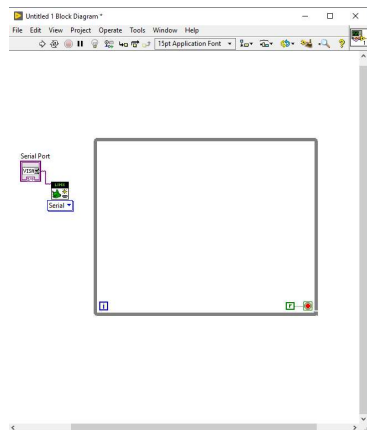 Untitled 1 Block Diagram *
File Edit View Project Operate Tools Window Help
15pt Application Font
Serial Port
VISA
LINX
Serial
i
F